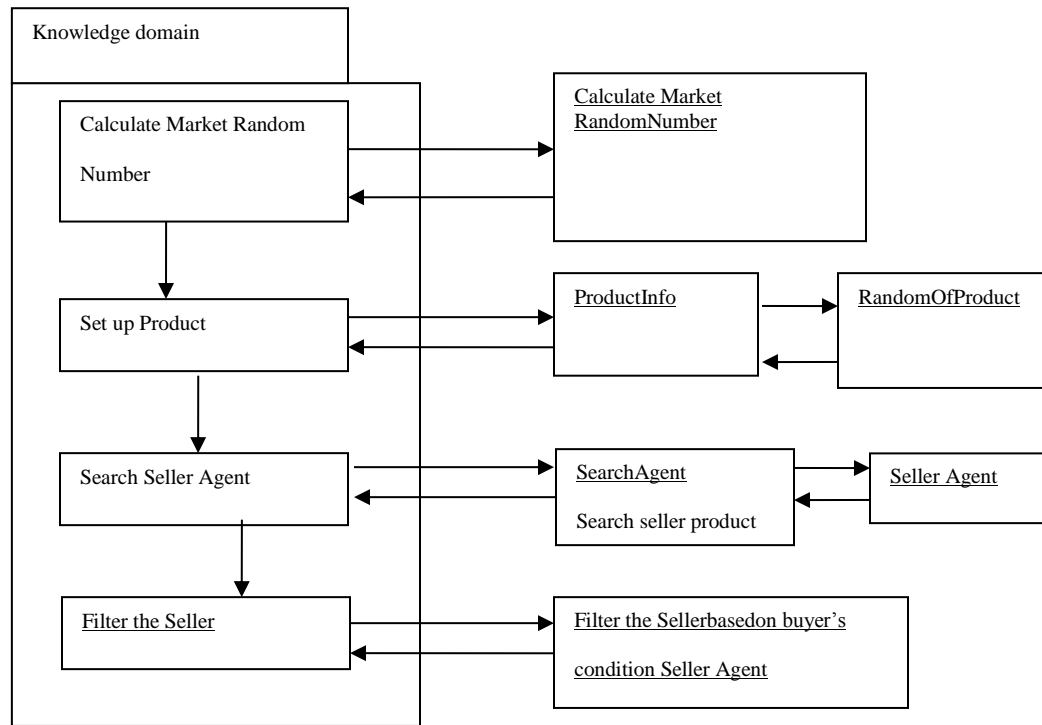 Knowledge domain
Calculate Market Random
Number
Calculate Market
RandomNumber
Set up Product
ProductInfo
RandomOfProduct
Search Seller Agent
SearchAgent
Search seller product
Seller Agent
Filter the Seller
Filter the Sellerbasedon buyer’s
condition Seller Agent